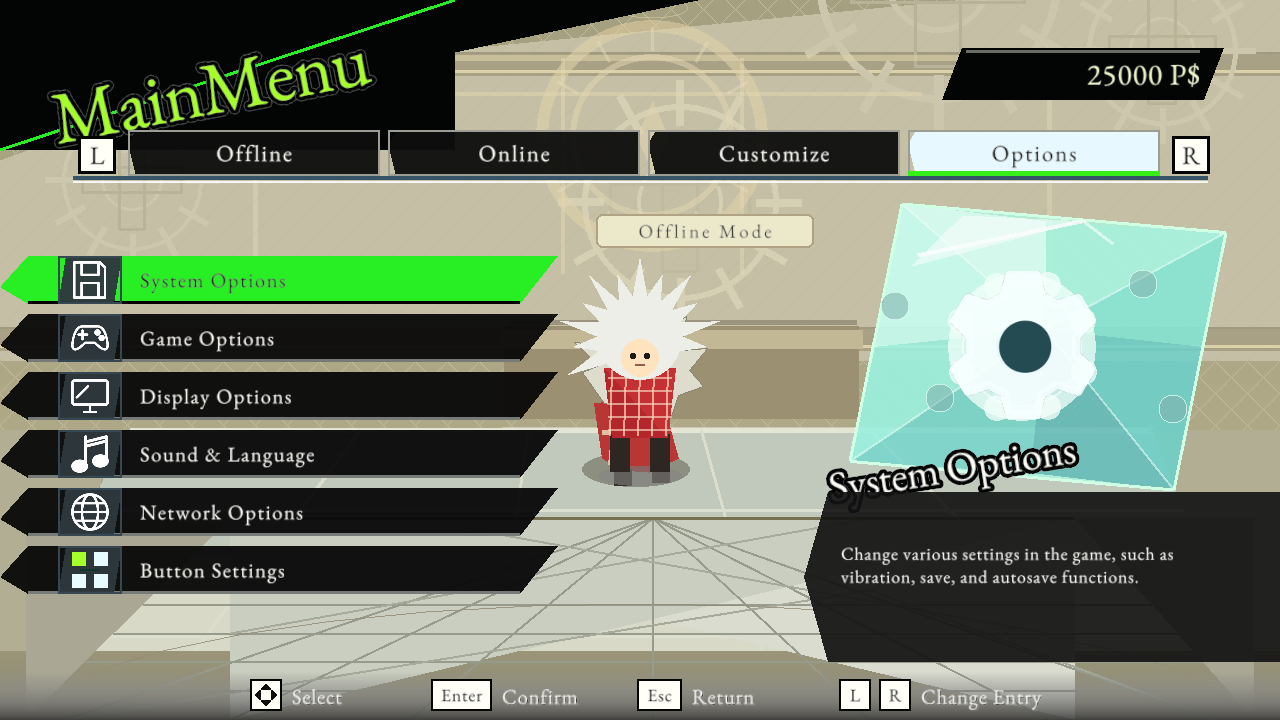 MainMenu
25000 P$
L
Offline
Online
Customize
Options
R
Offline Mode
System Options
Game Options
Display Options
Sound & Language
Network Options
Button Settings
System Options
Change various settings in the game, such as
vibration, save, and autosave functions.
Select
Enter Confirm
Esc Return
L R Change Entry